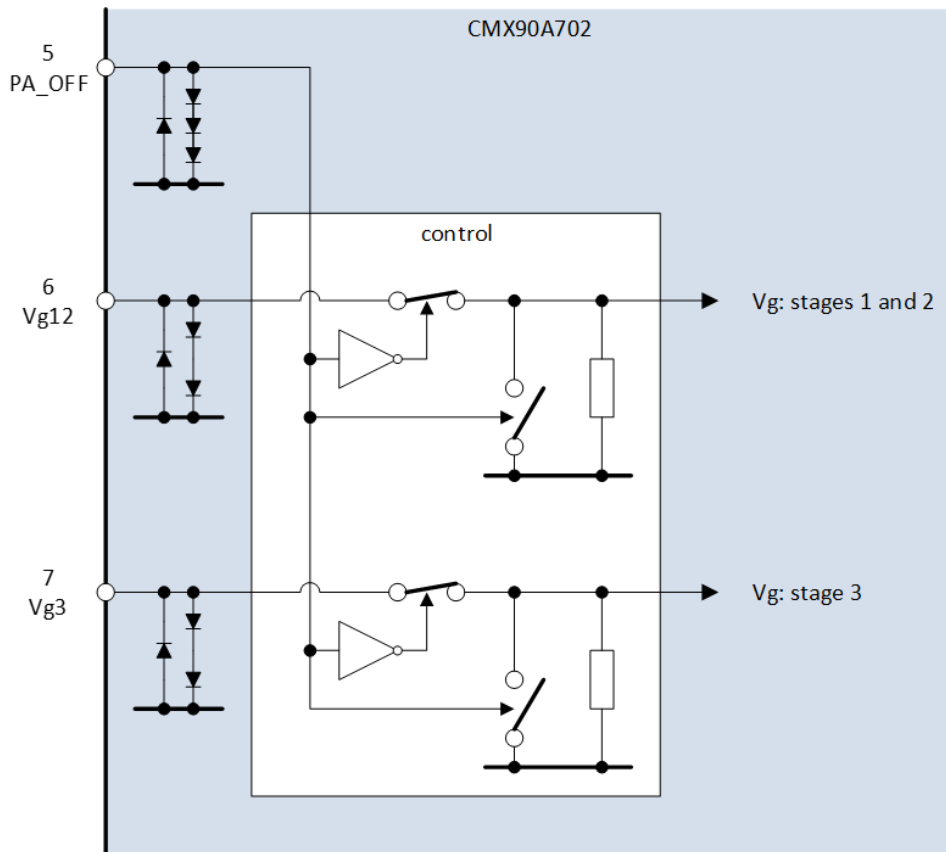 CMX90A702
5
PA_OFF
control
6
Vg12
Vg: stages 1 and 2
7
Vg3
Vg: stage 3